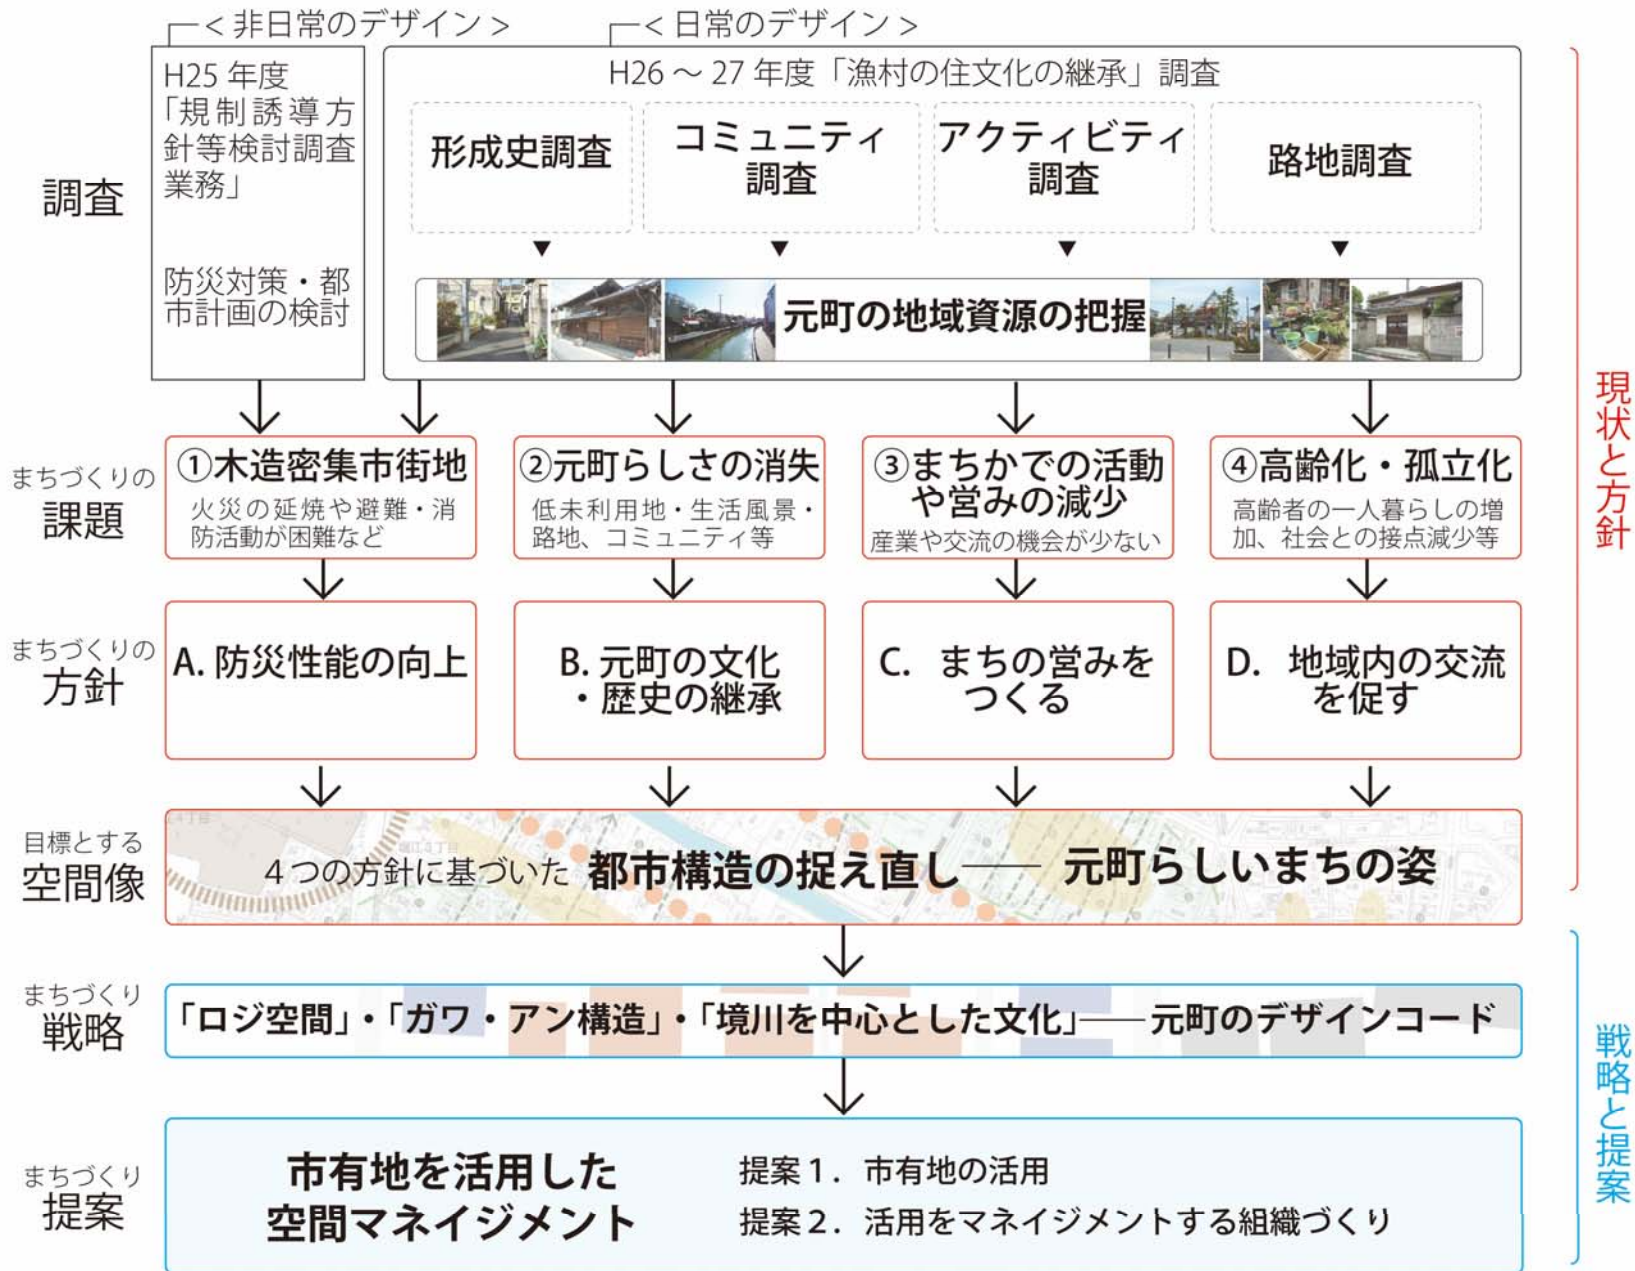 ＜非日常のデザイン＞
＜日常のデザイン＞
調査
H25 年度
「規制誘導方
針等検討調査
業務」
防災対策・都
市計画の検討
H26～27 年度「漁村の住文化の継承」調査
形成史調査
コミュニティ
調査
アクティビティ
調査
路地調査
元町の地域資源の把握
まちづくりの
課題
①木造密集市街地
火災の延焼や避難・消
防活動が困難など
②元町らしさの消失
低未利用地・生活風景・
路地、コミュニティ等
③まちかでの活動
や営みの減少
産業や交流の機会が少ない
④高齢化・孤立化
高齢者の一人暮らしの増
加、社会との接点減少等
まちづくりの
方針
A. 防災性能の向上
B. 元町の文化
・歴史の継承
C. まちの営みを
つくる
D. 地域内の交流
を促す
目標とする
空間像
４つの方針に基づいた 都市構造の捉え直し―― 元町らしいまちの姿
現状と方針
まちづくり
戦略
「ロジ空間」・「ガワ・アン構造」・「境川を中心とした文化」――元町のデザインコード
まちづくり
提案
市有地を活用した
空間マネイジメント
提案１．市有地の活用
提案２．活用をマネイジメントする組織づくり
戦略と提案